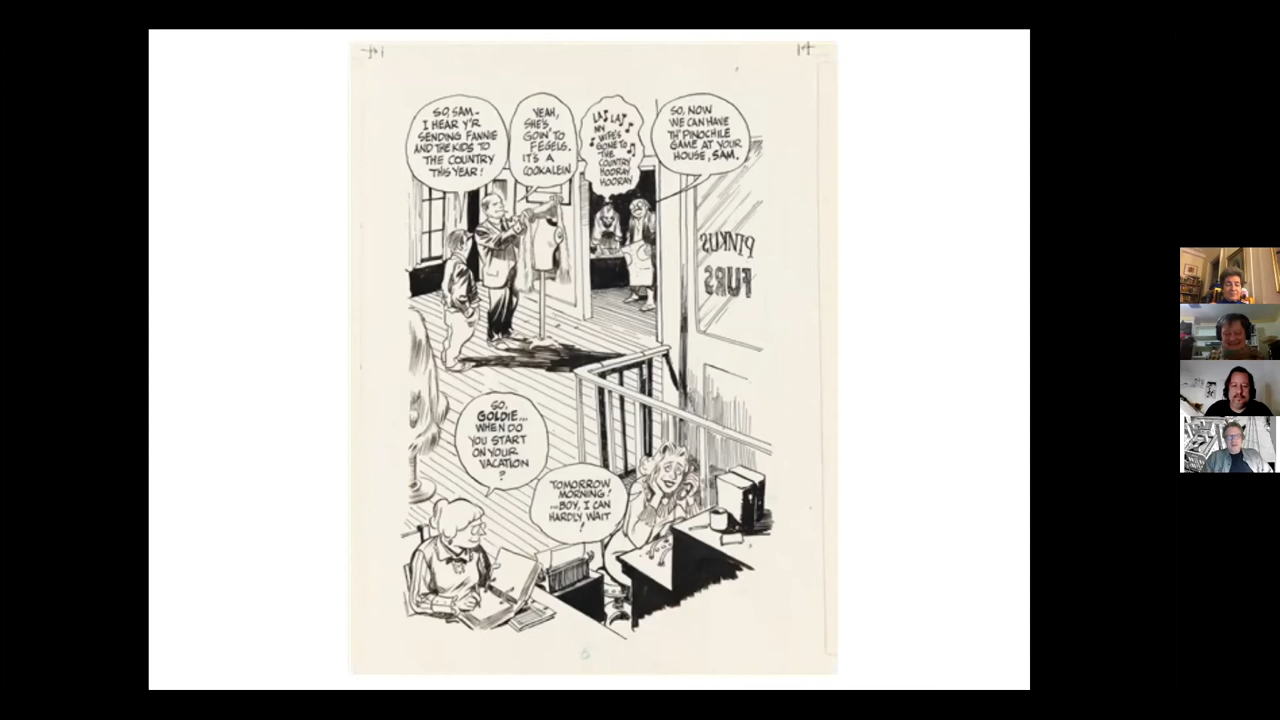 SO, SAM-
I HEAR Y'R
SENDING FANNIE
AND THE KIDS TO
THE COUNTRY
THIS YEAR!
YEAH,
SHE'S
GOIN' TO
FEGELS.
IT'S A
COOKALEIN
LA LA
MY
WIFE'S
GONE TO
THE
COUNTRY
HOORAY
HOORAY
SO, NOW
WE CAN HAVE
TH' PINOCHLE
GAME AT YOUR
HOUSE, SAM.
PINKUS
FURS
SO,
GOLDIE...
WHEN DO
YOU START
ON YOUR
VACATION
?
TOMORROW
MORNING!
...BOY, I CAN
HARDLY WAIT
!